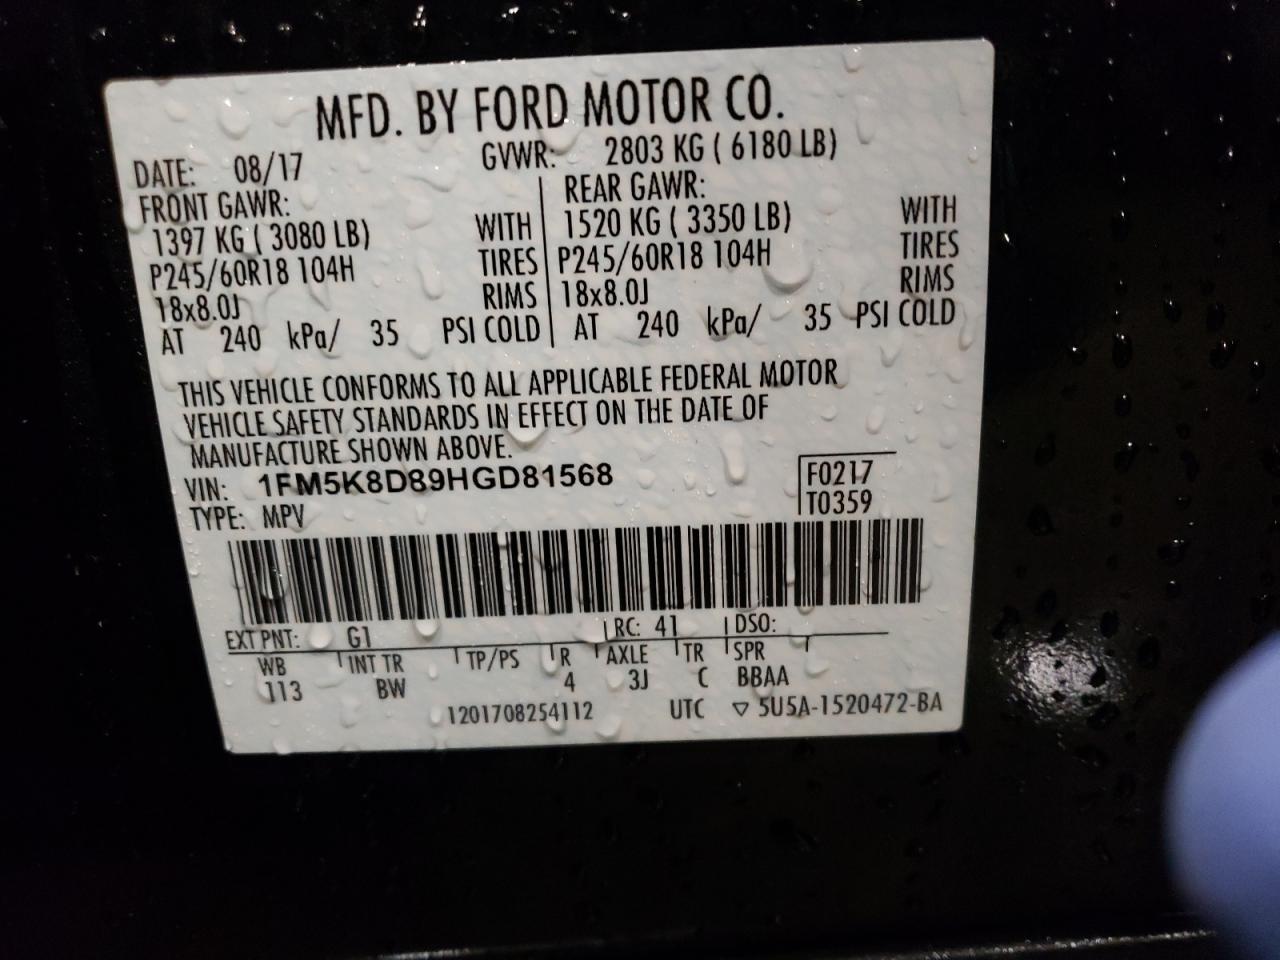 MFD. BY FORD MOTOR CO.
DATE: 08/17 GVWR: 2803 KG ( 6180 LB)
FRONT GAWR: REAR GAWR:
1397 KG ( 3080 LB) WITH 1520 KG ( 3350 LB) WITH
P245/60R18 104H TIRES P245/60R18 104H TIRES
18x8.0J RIMS 18x8.0J RIMS
AT 240 kPa/ 35 PSI COLD AT 240 kPa/ 35 PSI COLD
THIS VEHICLE CONFORMS TO ALL APPLICABLE FEDERAL MOTOR
VEHICLE SAFETY STANDARDS IN EFFECT ON THE DATE OF
MANUFACTURE SHOWN ABOVE.
VIN: 1FM5K8D89HGD81568 F0217
TYPE: MPV T0359
EXT PNT: G1 RC: 41 DSO:
WB INT TR TP/PS R AXLE TR SPR
113 BW 4 3J C BBAA
1201708254112 UTC ▽ 5U5A-1520472-BA